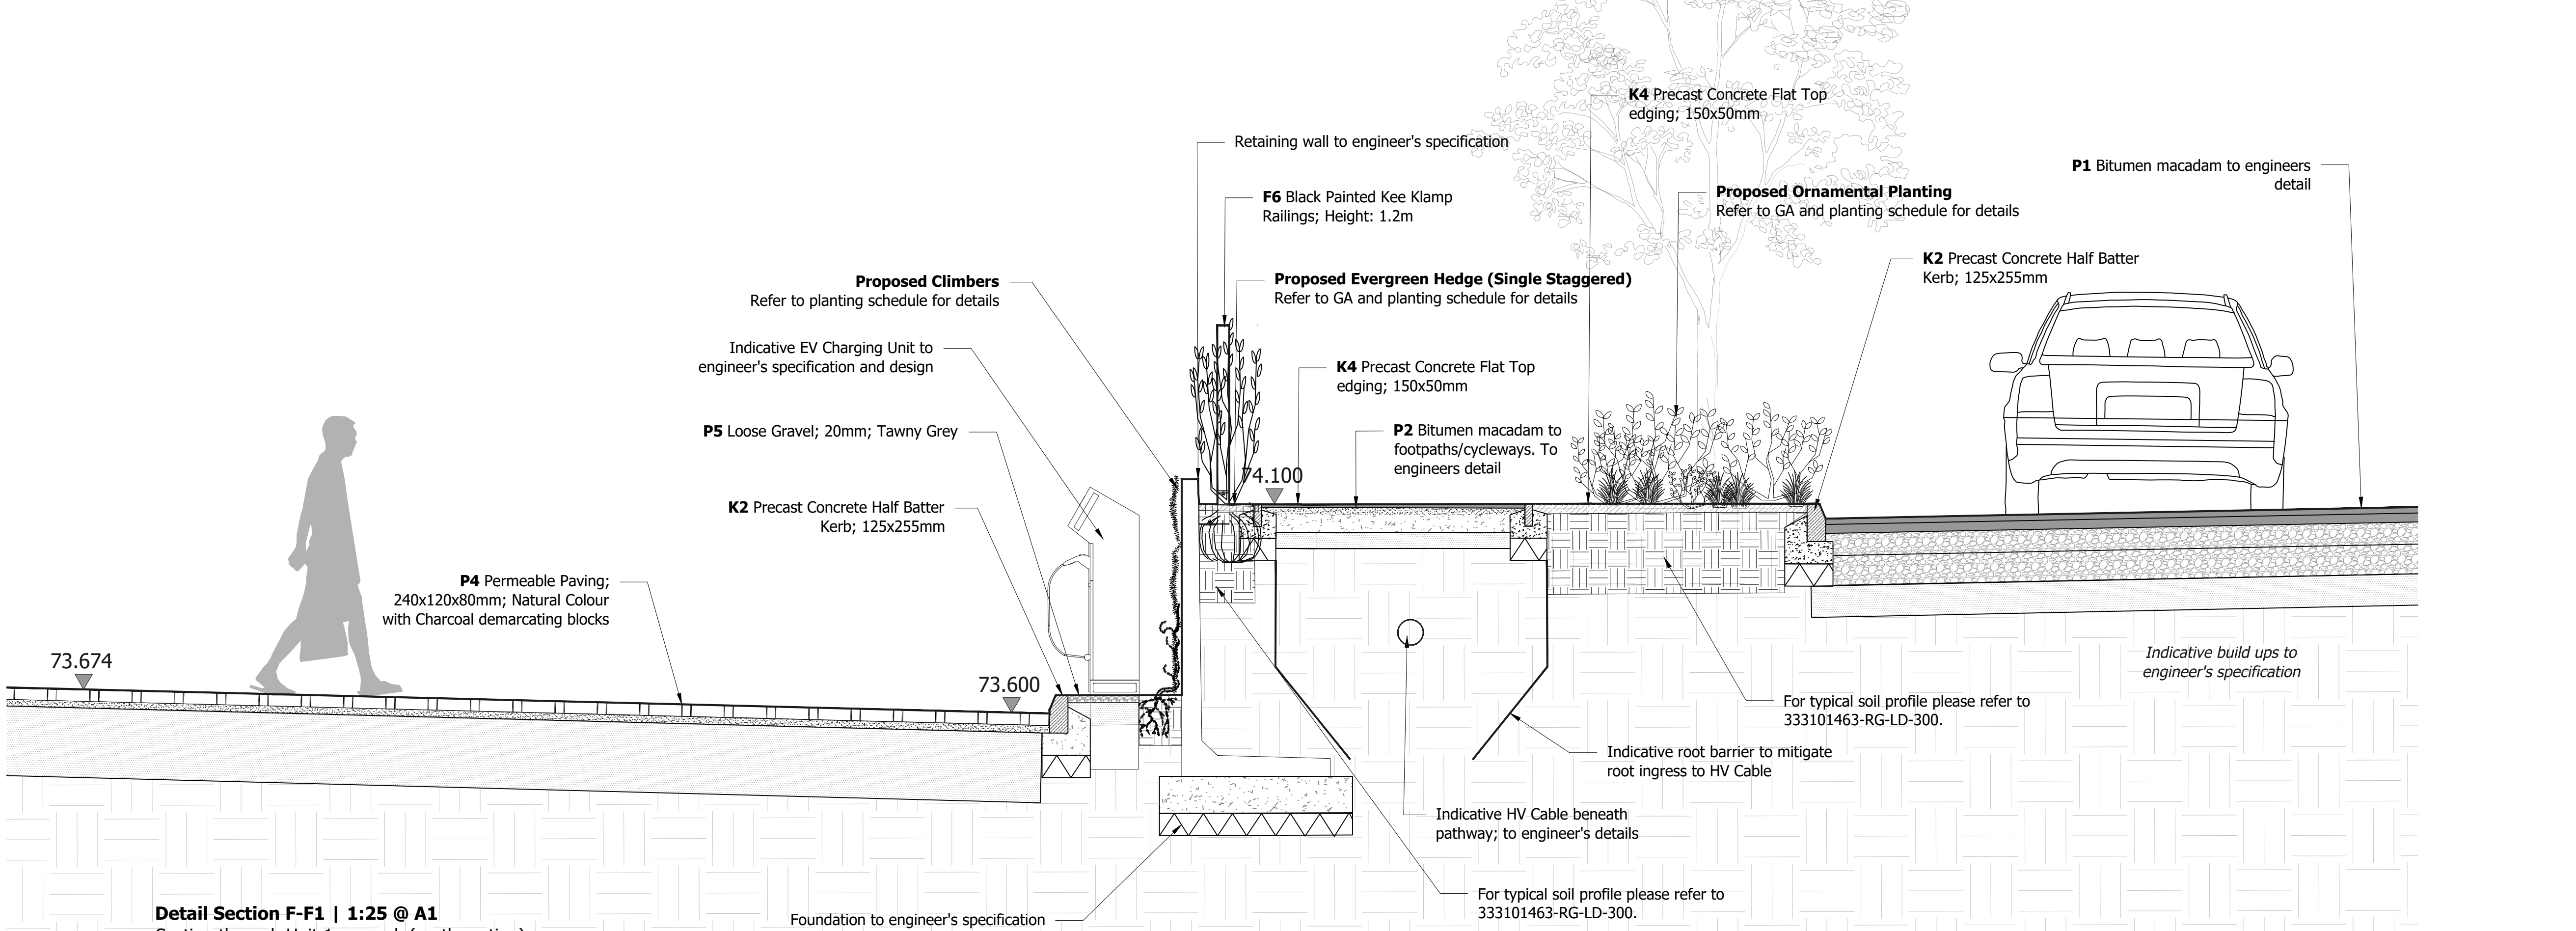 K4 Precast Concrete Flat Top
edging; 150x50mm
Retaining wall to engineer's specification
P1 Bitumen macadam to engineers
detail
F6 Black Painted Kee Klamp
Railings; Height: 1.2m
Proposed Ornamental Planting
Refer to GA and planting schedule for details
K2 Precast Concrete Half Batter
Kerb; 125x255mm
Proposed Climbers
Refer to planting schedule for details
Proposed Evergreen Hedge (Single Staggered)
Refer to GA and planting schedule for details
Indicative EV Charging Unit to
engineer's specification and design
K4 Precast Concrete Flat Top
edging; 150x50mm
P5 Loose Gravel; 20mm; Tawny Grey
P2 Bitumen macadam to
footpaths/cycleways. To
engineers detail
74.100
K2 Precast Concrete Half Batter
Kerb; 125x255mm
P4 Permeable Paving;
240x120x80mm; Natural Colour
with Charcoal demarcating blocks
73.674
73.600
Indicative build ups to
engineer's specification
For typical soil profile please refer to
333101463-RG-LD-300.
Indicative root barrier to mitigate
root ingress to HV Cable
Indicative HV Cable beneath
pathway; to engineer's details
For typical soil profile please refer to
333101463-RG-LD-300.
Foundation to engineer's specification
Detail Section F-F1 | 1:25 @ A1